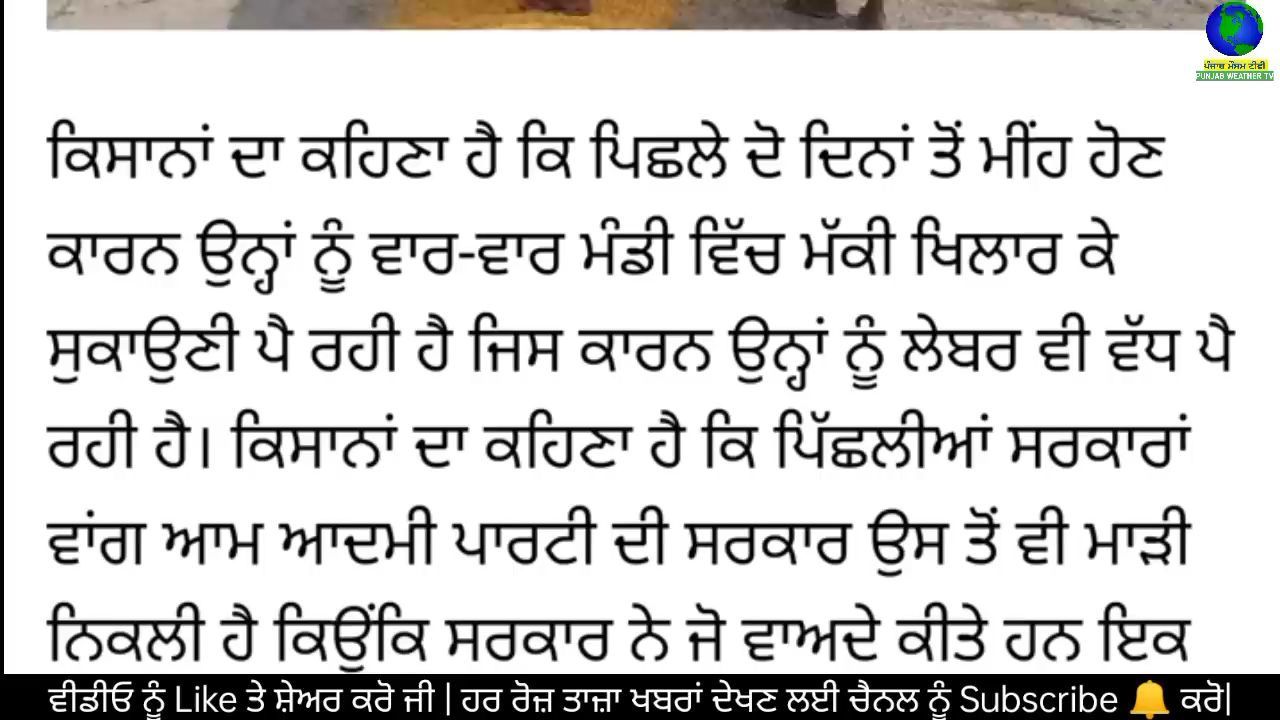 ਪੰਜਾਬ ਮੌਸਮ ਟੀਵੀ
PUNJAB WEATHER TV
ਕਿਸਾਨਾਂ ਦਾ ਕਹਿਣਾ ਹੈ ਕਿ ਪਿਛਲੇ ਦੋ ਦਿਨਾਂ ਤੋਂ ਮੀਂਹ ਹੋਣ
ਕਾਰਨ ਉਨ੍ਹਾਂ ਨੂੰ ਵਾਰ-ਵਾਰ ਮੰਡੀ ਵਿੱਚ ਮੱਕੀ ਖਿਲਾਰ ਕੇ
ਸੁਕਾਉਣੀ ਪੈ ਰਹੀ ਹੈ ਜਿਸ ਕਾਰਨ ਉਨ੍ਹਾਂ ਨੂੰ ਲੇਬਰ ਵੀ ਵੱਧ ਪੈ
ਰਹੀ ਹੈ। ਕਿਸਾਨਾਂ ਦਾ ਕਹਿਣਾ ਹੈ ਕਿ ਪਿੱਛਲੀਆਂ ਸਰਕਾਰਾਂ
ਵਾਂਗ ਆਮ ਆਦਮੀ ਪਾਰਟੀ ਦੀ ਸਰਕਾਰ ਉਸ ਤੋਂ ਵੀ ਮਾੜੀ
ਨਿਕਲੀ ਹੈ ਕਿਉਂਕਿ ਸਰਕਾਰ ਨੇ ਜੋ ਵਾਅਦੇ ਕੀਤੇ ਹਨ ਇਕ
ਵੀਡੀਓ ਨੂੰ Like ਤੇ ਸ਼ੇਅਰ ਕਰੋ ਜੀ | ਹਰ ਰੋਜ਼ ਤਾਜ਼ਾ ਖਬਰਾਂ ਦੇਖਣ ਲਈ ਚੈਨਲ ਨੂੰ Subscribe 🔔 ਕਰੋ|